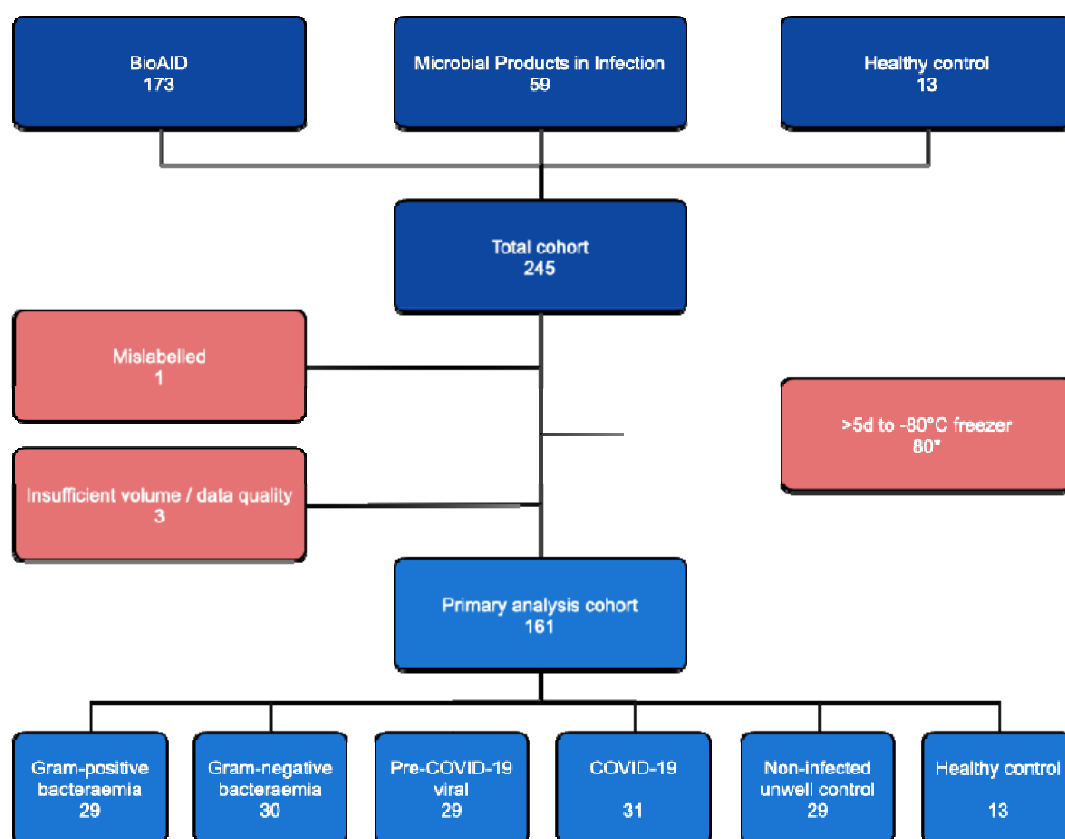 BioAID
173
Microbial Products in Infection
59
Healthy control
13
Total cohort
245
Mislabelled
1
>5d to -80°C freezer
80*
Insufficient volume / data quality
3
Primary analysis cohort
161
Gram-positive
bacteraemia
29
Gram-negative
bacteraemia
30
Pre-COVID-19
viral
29
COVID-19
31
Non-infected
unwell control
29
Healthy control
13